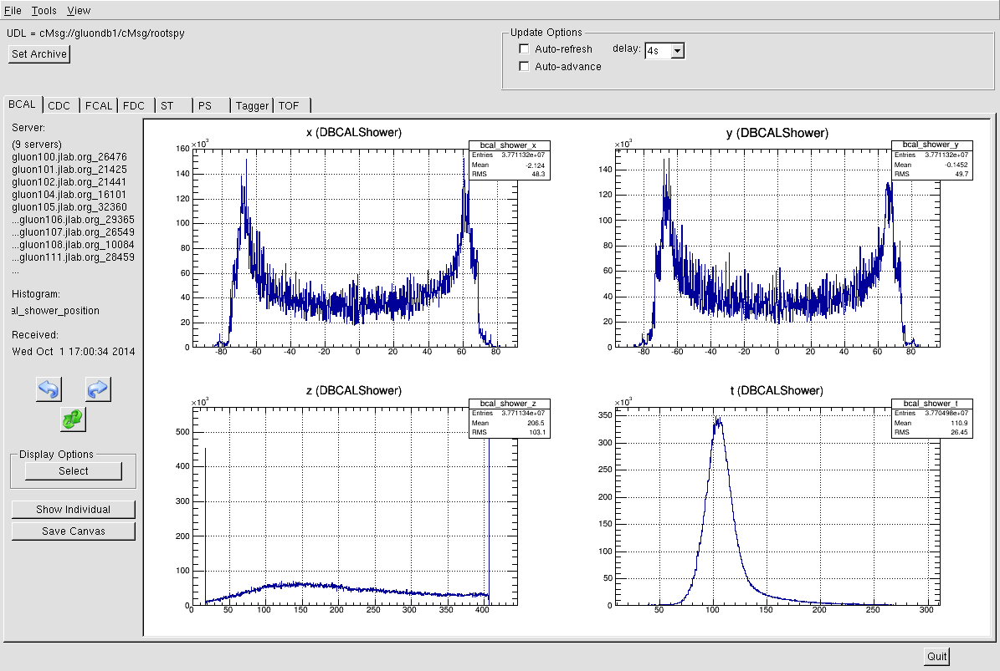 File Tools View
UDL = cMsg://gluondb1/cMsg/rootspy
Set Archive
Update Options
Auto-refresh
delay: 4s
Auto-advance
BCAL CDC FCAL FDC ST PS Tagger TOF
Server:
(9 servers)
gluon100.jlab.org_26476
gluon101.jlab.org_21425
gluon102.jlab.org_21441
gluon104.jlab.org_16101
gluon105.jlab.org_32360
...gluon106.jlab.org_29365
...gluon107.jlab.org_26549
...gluon108.jlab.org_10084
...gluon111.jlab.org_28459
...
Histogram:
al_shower_position
Received:
Wed Oct 1 17:00:34 2014
Display Options
Select
Show Individual
Save Canvas
x (DBCALShower)
×10³
bcal_shower_x
Entries 3.771132e+07
Mean -2.124
RMS 48.3
160
140
120
100
80
60
40
20
0
-80 -60 -40 -20 0 20 40 60 80
y (DBCALShower)
×10³
bcal_shower_y
Entries 3.771132e+07
Mean -0.1452
RMS 49.7
140
120
100
80
60
40
20
0
-80 -60 -40 -20 0 20 40 60 80
z (DBCALShower)
×10³
bcal_shower_z
Entries 3.771134e+07
Mean 206.5
RMS 103.1
500
400
300
200
100
0
0 50 100 150 200 250 300 350 400
t (DBCALShower)
×10³
bcal_shower_t
Entries 3.770498e+07
Mean 110.9
RMS 26.45
350
300
250
200
150
100
50
0
50 100 150 200 250 300
Quit